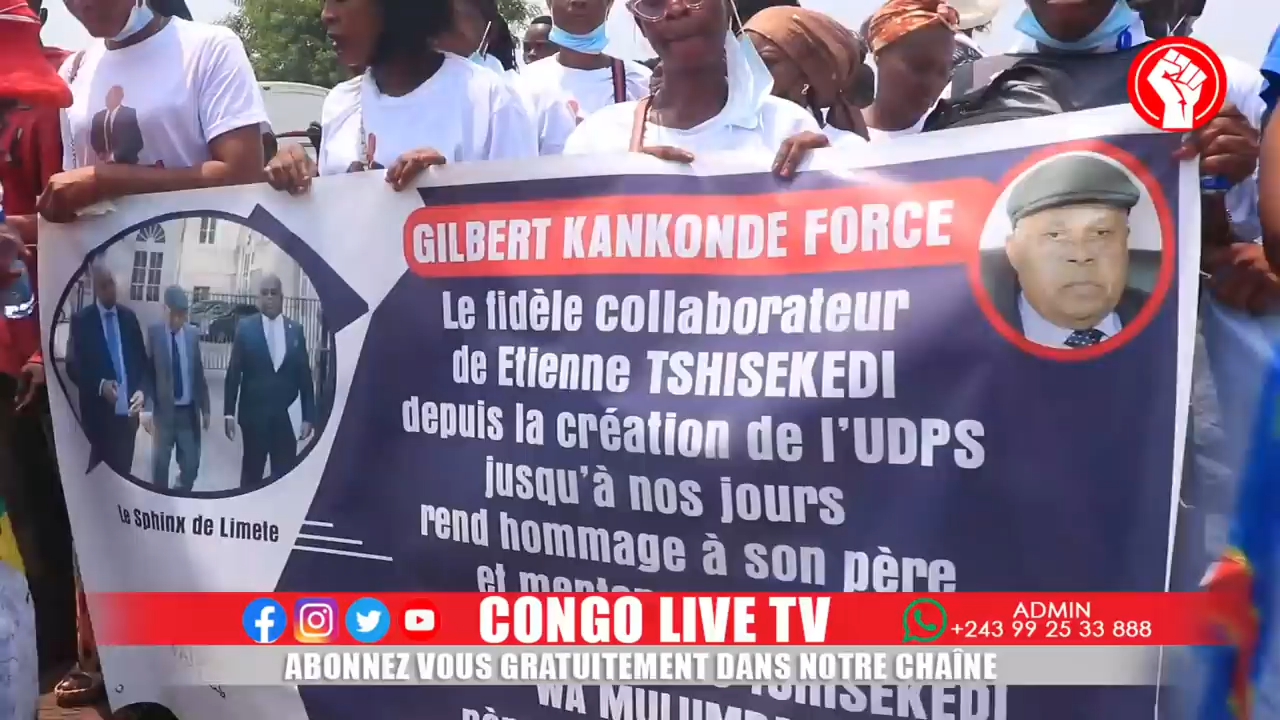 GILBERT KANKONDE FORCE
Le fidèle collaborateur
de Etienne TSHISEKEDI
depuis la création de l'UDPS
jusqu'à nos jours
rend hommage à son père
Le Sphinx de Limete
CONGO LIVE TV
ADMIN
+243 99 25 33 888
ABONNEZ VOUS GRATUITEMENT DANS NOTRE CHAÎNE
TSHISEKEDI
WA